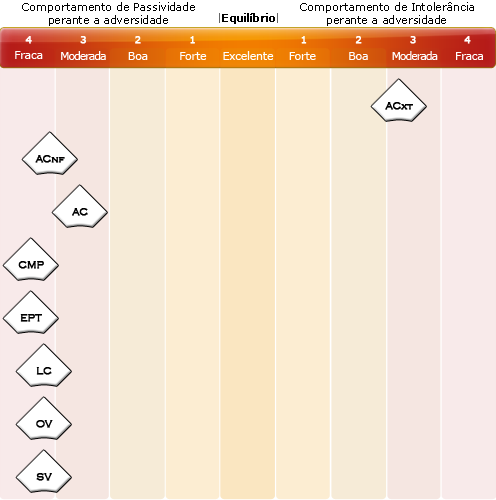 Comportamento de Passividade
perante a adversidade
|Equilíbrio|
Comportamento de Intolerância
perante a adversidade
4 3 2 1 1 2 3 4
Fraca Moderada Boa Forte Excelente Forte Boa Moderada Fraca
ACXT
ACNF
AC
CMP
EPT
LC
OV
SV